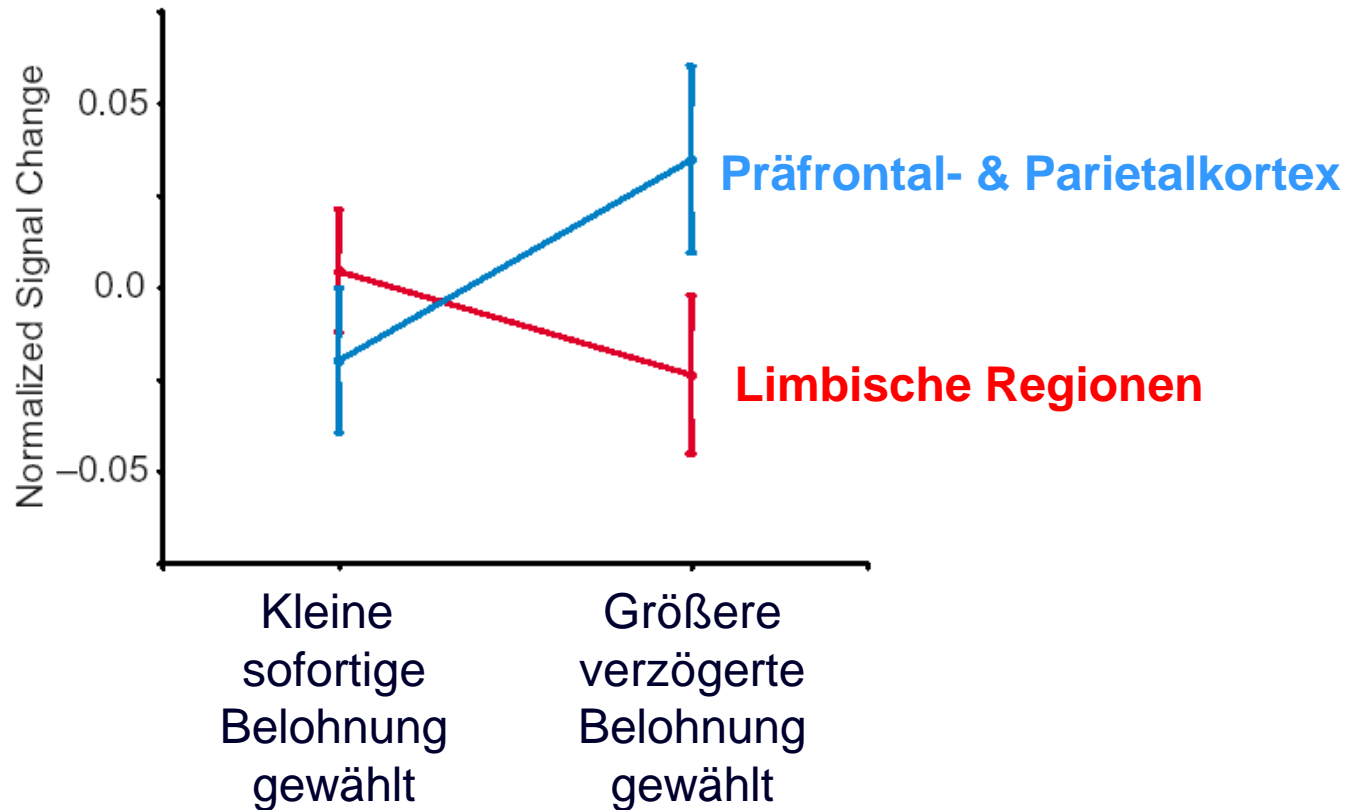 Normalized Signal Change
0.05
0.0
–0.05
Präfrontal- & Parietalkortex
Limbische Regionen
Kleine
sofortige
Belohnung
gewählt
Größere
verzögerte
Belohnung
gewählt